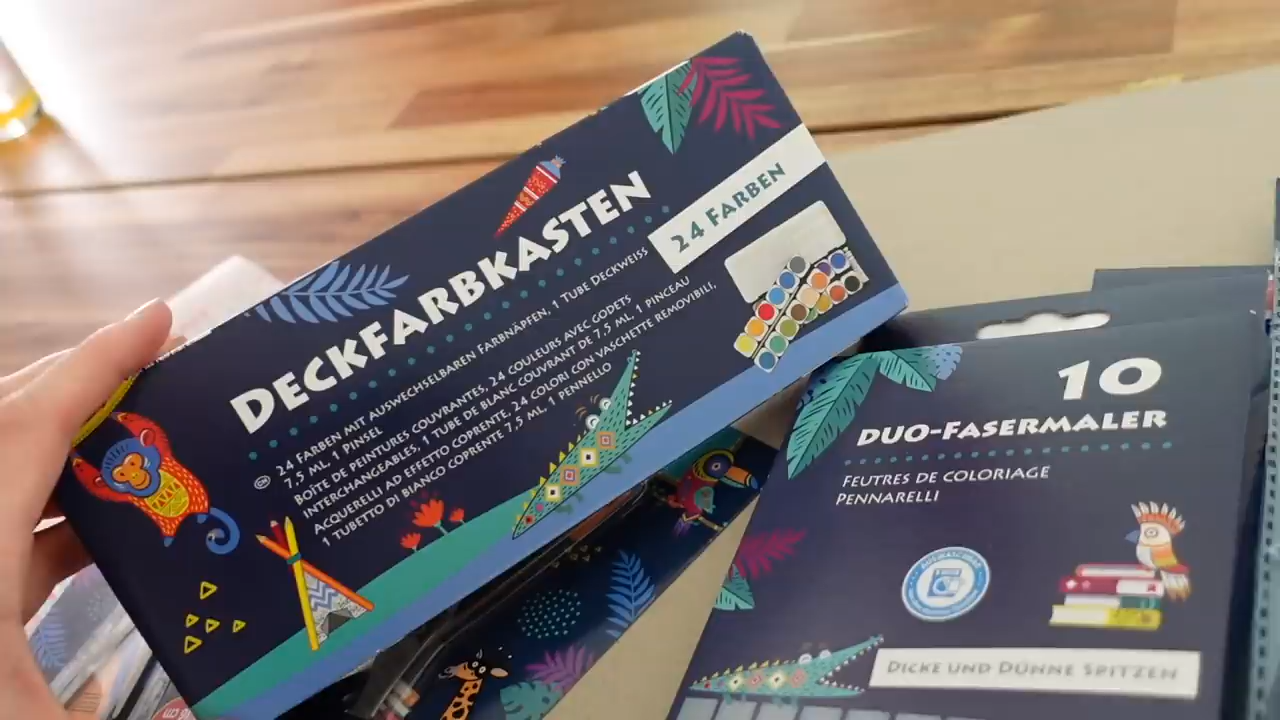 DECKFARBKASTEN
24 FARBEN
24 FARBEN MIT AUSWECHSELBAREN FARBNÄPFEN, 1 TUBE DECKWEISS
7,5 ML, 1 PINSEL
BOÎTE DE PEINTURES COUVRANTES, 24 COULEURS AVEC GODETS
INTERCHANGEABLES, 1 TUBE DE BLANC COUVRANT DE 7,5 ML, 1 PINCEAU
ACQUERELLI AD EFFETTO COPRENTE, 24 COLORI CON VASCHETTE REMOVIBILI,
1 TUBETTO DI BIANCO COPRENTE 7,5 ML, 1 PENNELLO
10
DUO-FASERMALER
FEUTRES DE COLORIAGE
PENNARELLI
AUSWASCHBAR
DICKE UND DÜNNE SPITZEN